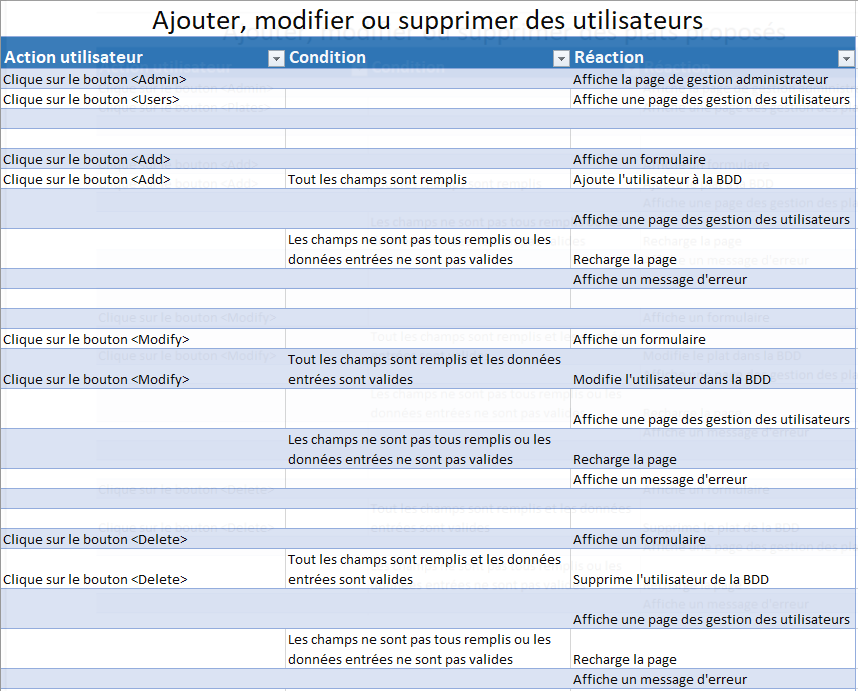 Ajouter, modifier ou supprimer des utilisateurs
Action utilisateur Condition Réaction
Clique sur le bouton <Admin> Affiche la page de gestion administrateur
Clique sur le bouton <Users> Affiche une page des gestion des utilisateurs
Clique sur le bouton <Add> Affiche un formulaire
Clique sur le bouton <Add> Tout les champs sont remplis Ajoute l'utilisateur à la BDD
Affiche une page des gestion des utilisateurs
Les champs ne sont pas tous remplis ou les
données entrées ne sont pas valides Recharge la page
Affiche un message d'erreur
Clique sur le bouton <Modify> Affiche un formulaire
Tout les champs sont remplis et les données
Clique sur le bouton <Modify> entrées sont valides Modifie l'utilisateur dans la BDD
Affiche une page des gestion des utilisateurs
Les champs ne sont pas tous remplis ou les
données entrées ne sont pas valides Recharge la page
Affiche un message d'erreur
Clique sur le bouton <Delete> Affiche un formulaire
Tout les champs sont remplis et les données
Clique sur le bouton <Delete> entrées sont valides Supprime l'utilisateur de la BDD
Affiche une page des gestion des utilisateurs
Les champs ne sont pas tous remplis ou les
données entrées ne sont pas valides Recharge la page
Affiche un message d'erreur